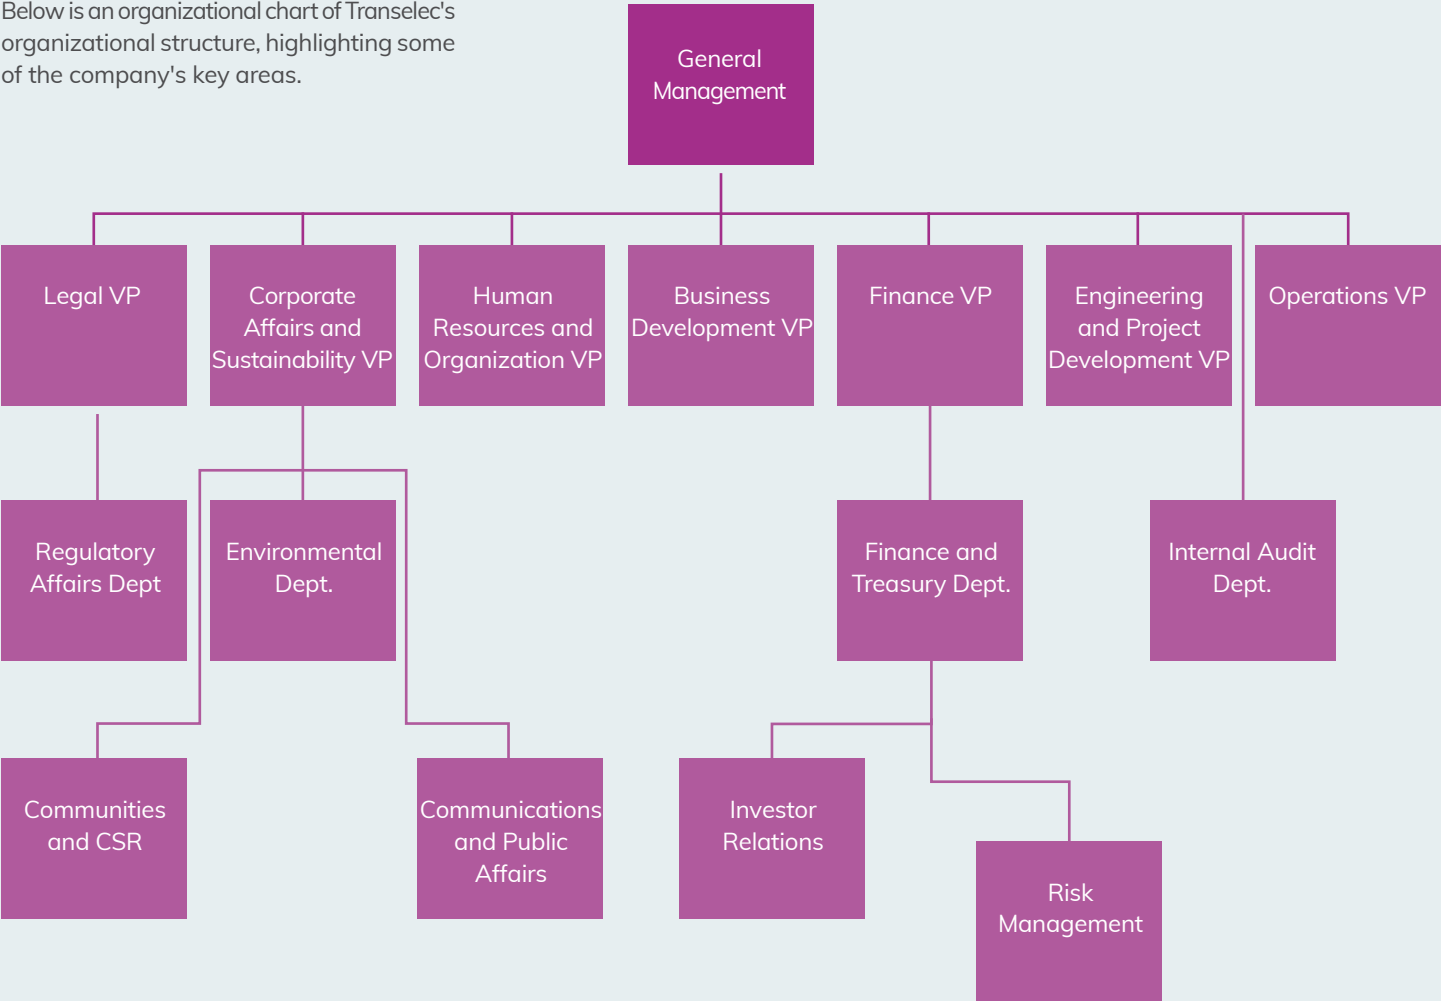 Below is an organizational chart of Transelec's
organizational structure, highlighting some
of the company's key areas.
General
Management
Legal VP
Corporate
Affairs and
Sustainability VP
Human
Resources and
Organization VP
Business
Development VP
Finance VP
Engineering
and Project
Development VP
Operations VP
Regulatory
Affairs Dept
Environmental
Dept.
Finance and
Treasury Dept.
Internal Audit
Dept.
Communities
and CSR
Communications
and Public
Affairs
Investor
Relations
Risk
Management